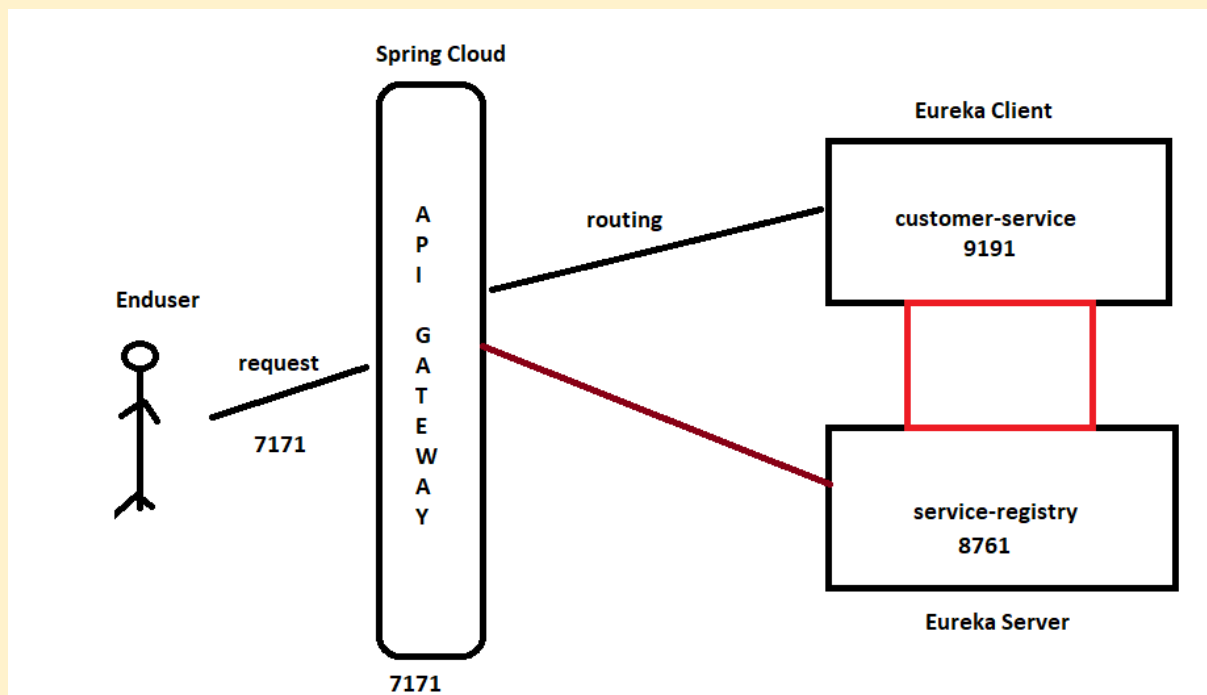 Spring Cloud
Eureka Client
A
P
I
G
A
T
E
W
A
Y
routing
customer-service
9191
Enduser
request
7171
service-registry
8761
Eureka Server
7171